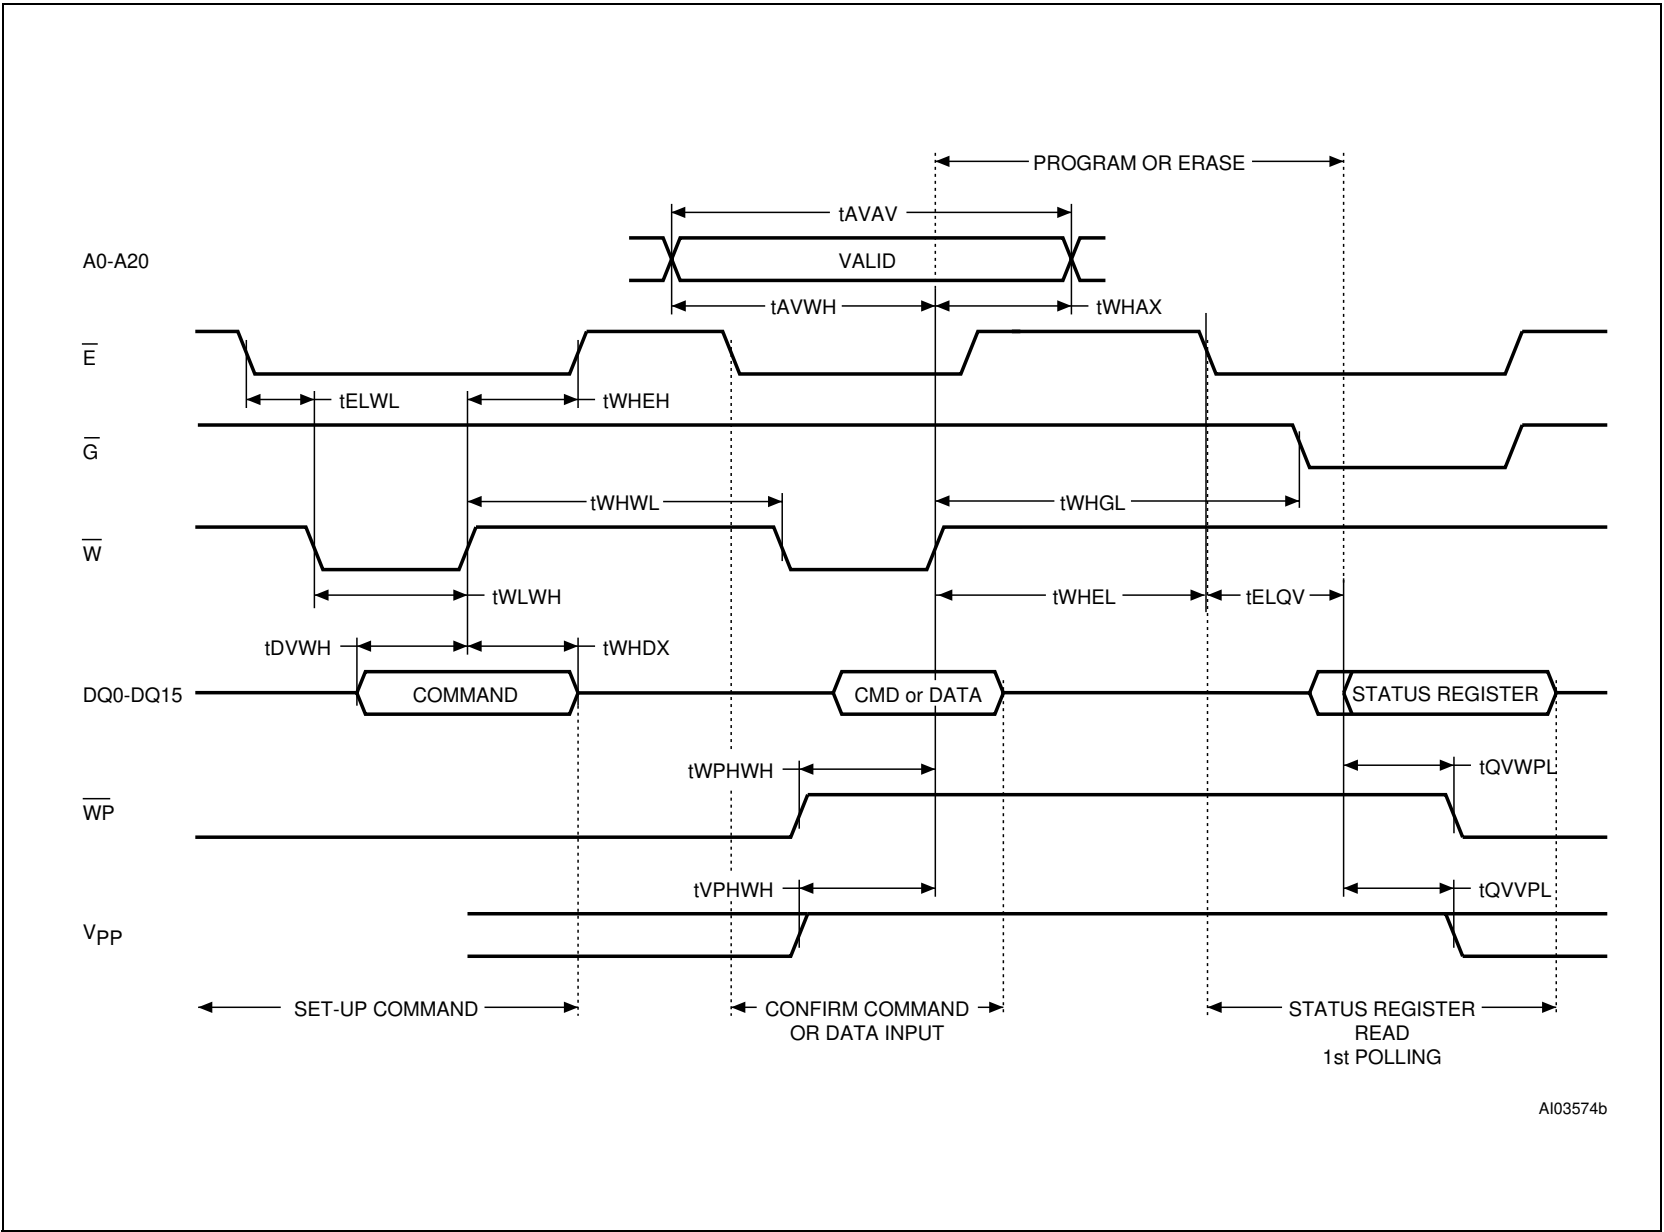 PROGRAM OR ERASE
tAVAV
A0-A20
VALID
tAVWH
tWHAX
E
tELWL
tWHEH
G
tWHWL
tWHGL
W
tWLWH
tWHEL
tELQV
tDVWH
tWHDX
DQ0-DQ15
COMMAND
CMD or DATA
STATUS REGISTER
tWPHWH
tQVWPL
WP
tVPHWH
tQVVPL
VPP
SET-UP COMMAND
CONFIRM COMMAND
OR DATA INPUT
STATUS REGISTER
READ
1st POLLING
AI03574b